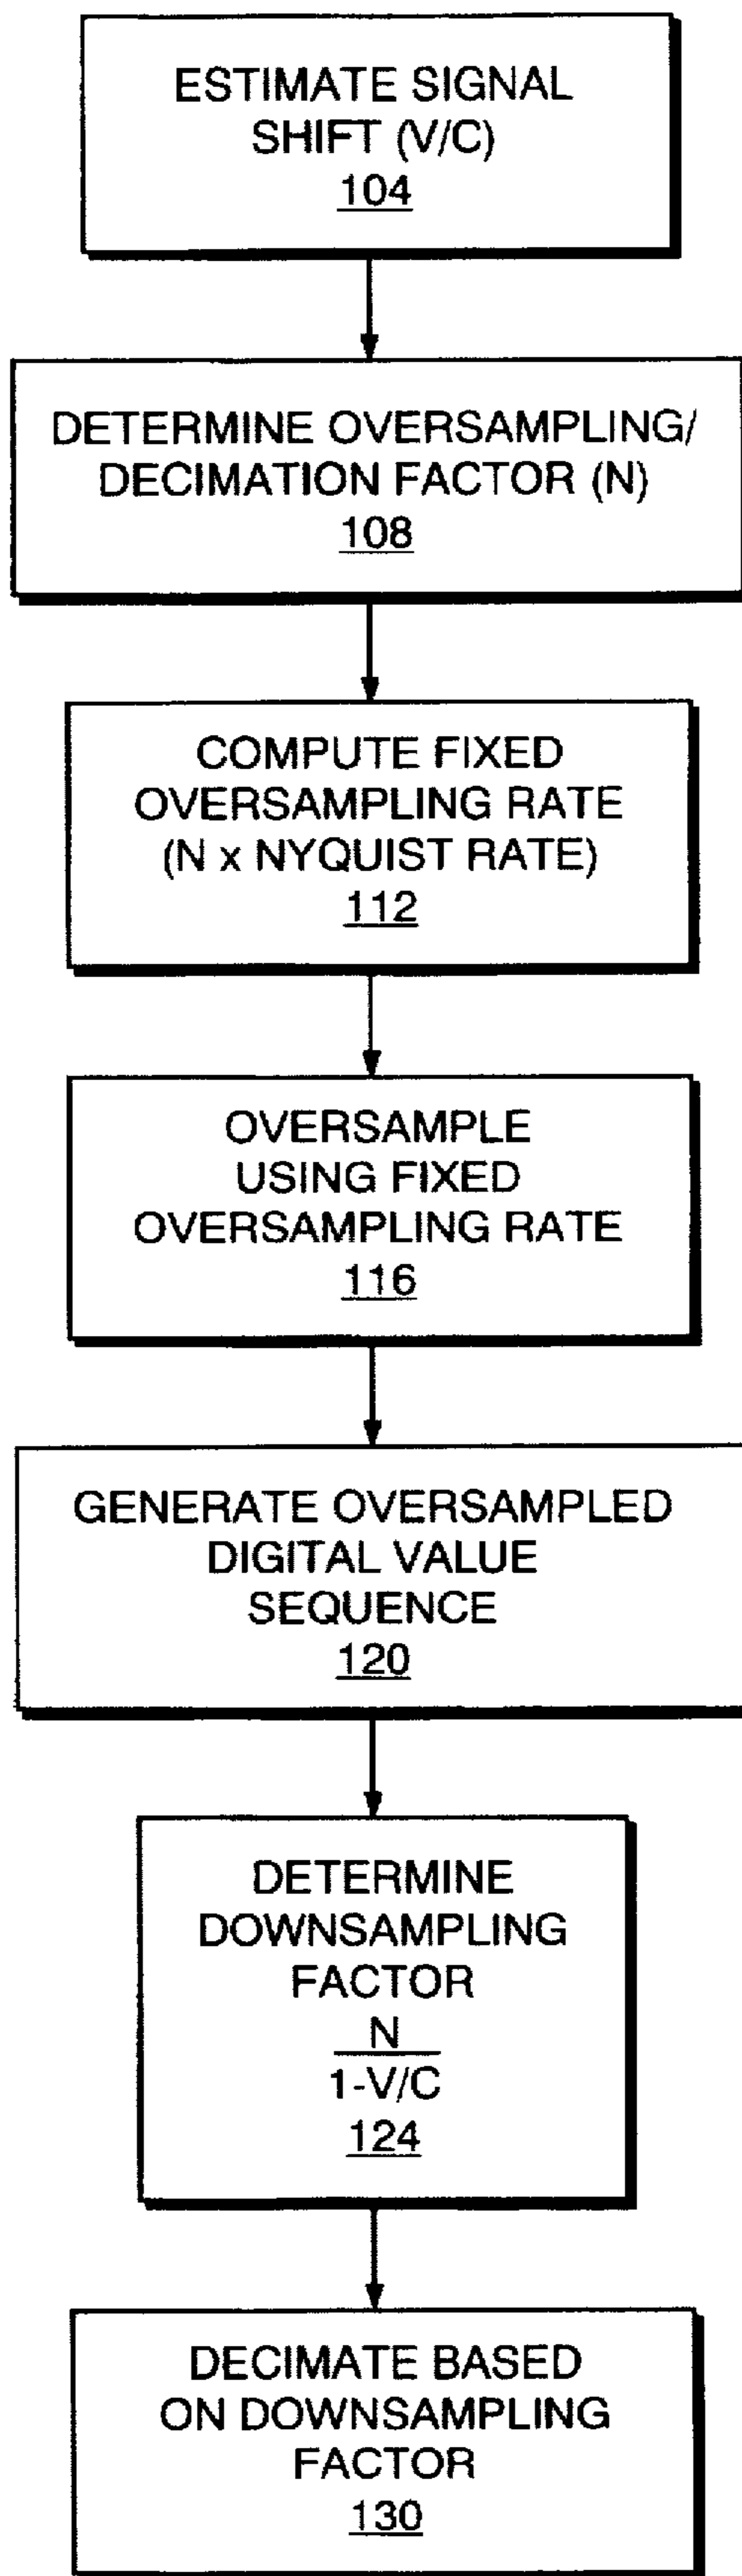 ESTIMATE SIGNAL
SHIFT (V/C)
104
DETERMINE OVERSAMPLING/
DECIMATION FACTOR (N)
108
COMPUTE FIXED
OVERSAMPLING RATE
(N x NYQUIST RATE)
112
OVERSAMPLE
USING FIXED
OVERSAMPLING RATE
116
GENERATE OVERSAMPLED
DIGITAL VALUE
SEQUENCE
120
DETERMINE
DOWNSAMPLING
FACTOR
N
1-V/C
124
DECIMATE BASED
ON DOWNSAMPLING
FACTOR
130